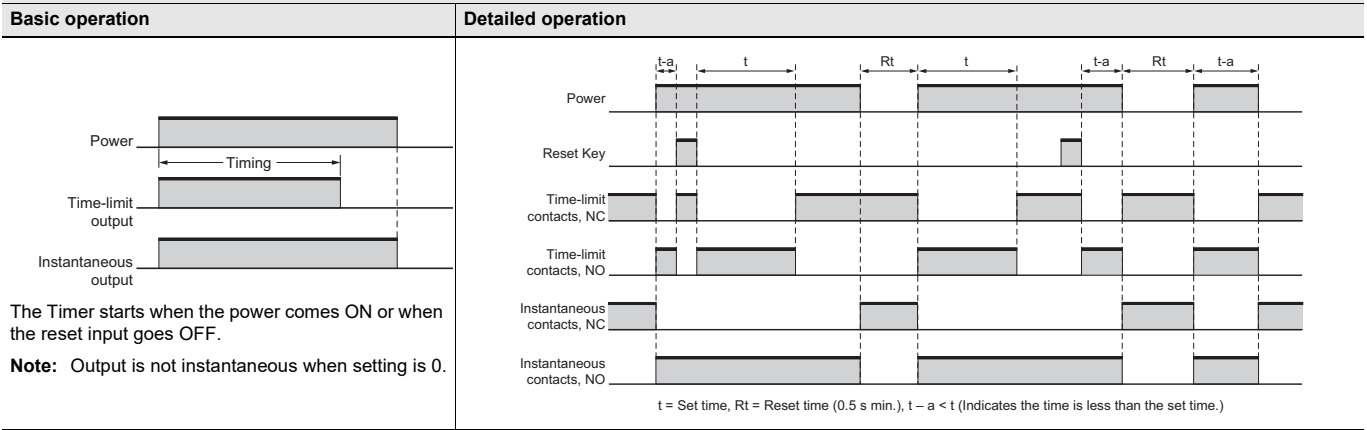 Basic operation
Detailed operation
Power
Timing
Time-limit
output
Instantaneous
output
The Timer starts when the power comes ON or when
the reset input goes OFF.
Note: Output is not instantaneous when setting is 0.
t-a t Rt t t-a Rt t-a
Power
Reset Key
Time-limit
contacts, NC
Time-limit
contacts, NO
Instantaneous
contacts, NC
Instantaneous
contacts, NO
t = Set time, Rt = Reset time (0.5 s min.), t – a < t (Indicates the time is less than the set time.)